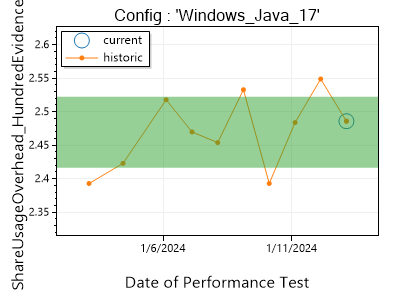 Config : 'Windows_Java_17'
ShareUsageOverhead_HundredEvidence
current
historic
2.6
2.55
2.5
2.45
2.4
2.35
1/6/2024
1/11/2024
Date of Performance Test